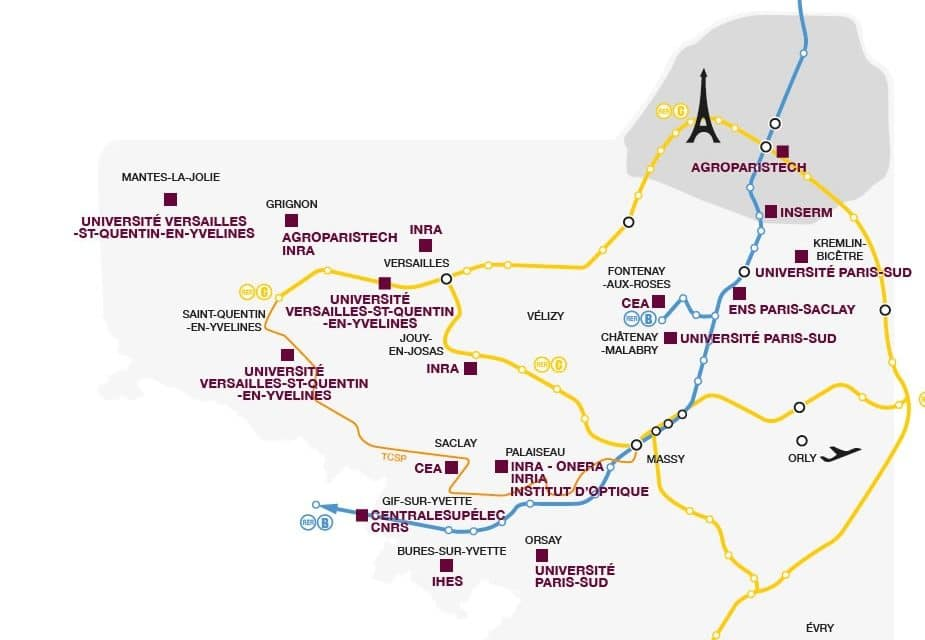 RER C
AGROPARISTECH
MANTES-LA-JOLIE
UNIVERSITÉ VERSAILLES
-ST-QUENTIN-EN-YVELINES
GRIGNON
AGROPARISTECH
INRA
INRA
VERSAILLES
INSERM
KREMLIN-
BICÊTRE
UNIVERSITÉ PARIS-SUD
FONTENAY
-AUX-ROSES
CEA
RER B
ENS PARIS-SACLAY
RER C
UNIVERSITÉ
VERSAILLES-ST-QUENTIN
-EN-YVELINES
SAINT-QUENTIN
-EN-YVELINES
VÉLIZY
CHÂTENAY
-MALABRY
UNIVERSITÉ PARIS-SUD
JOUY-
EN-JOSAS
INRA
RER C
UNIVERSITÉ
VERSAILLES-ST-QUENTIN
-EN-YVELINES
TCSP
SACLAY
CEA
PALAISEAU
INRA - ONERA
INRIA
INSTITUT D'OPTIQUE
MASSY
ORLY
GIF-SUR-YVETTE
CENTRALESUPÉLEC
CNRS
RER B
BURES-SUR-YVETTE
IHES
ORSAY
UNIVERSITÉ
PARIS-SUD
ÉVRY